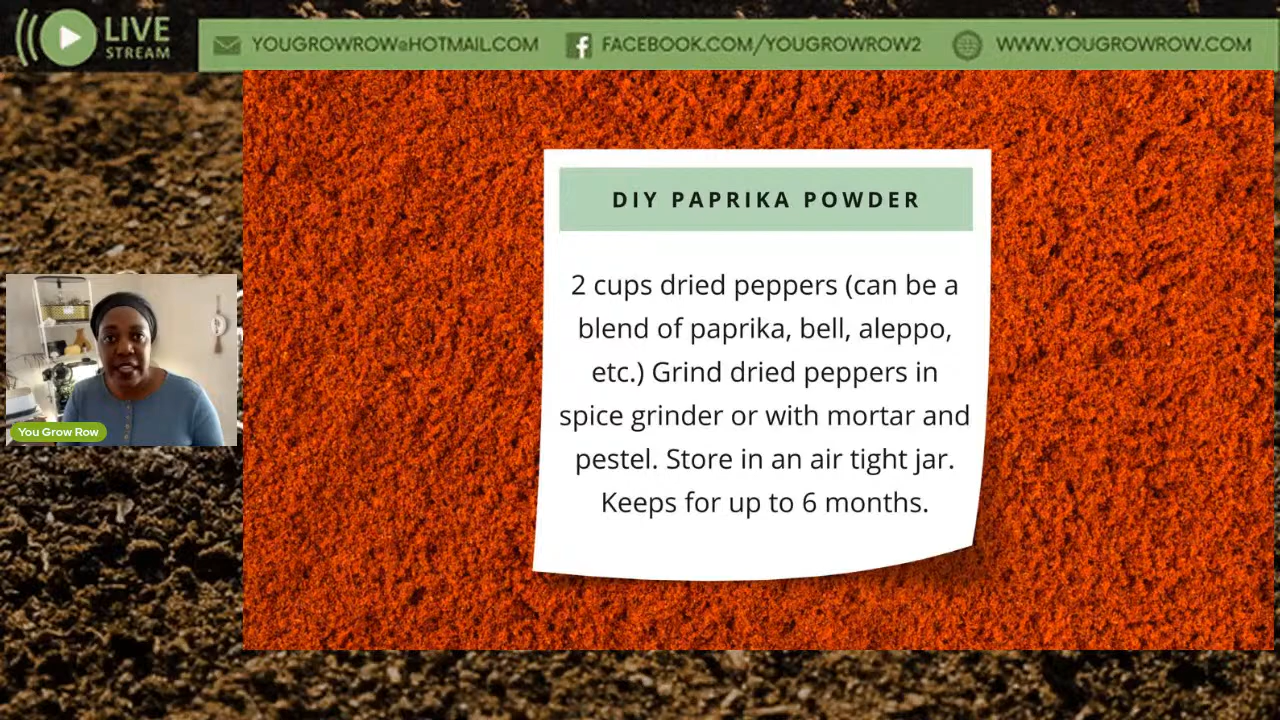 LIVE
STREAM
YOUGROWROW@HOTMAIL.COM
FACEBOOK.COM/YOUGROWROW2
WWW.YOUGROWROW.COM
DIY PAPRIKA POWDER
2 cups dried peppers (can be a
blend of paprika, bell, aleppo,
etc.) Grind dried peppers in
spice grinder or with mortar and
pestel. Store in an air tight jar.
Keeps for up to 6 months.
You Grow Row